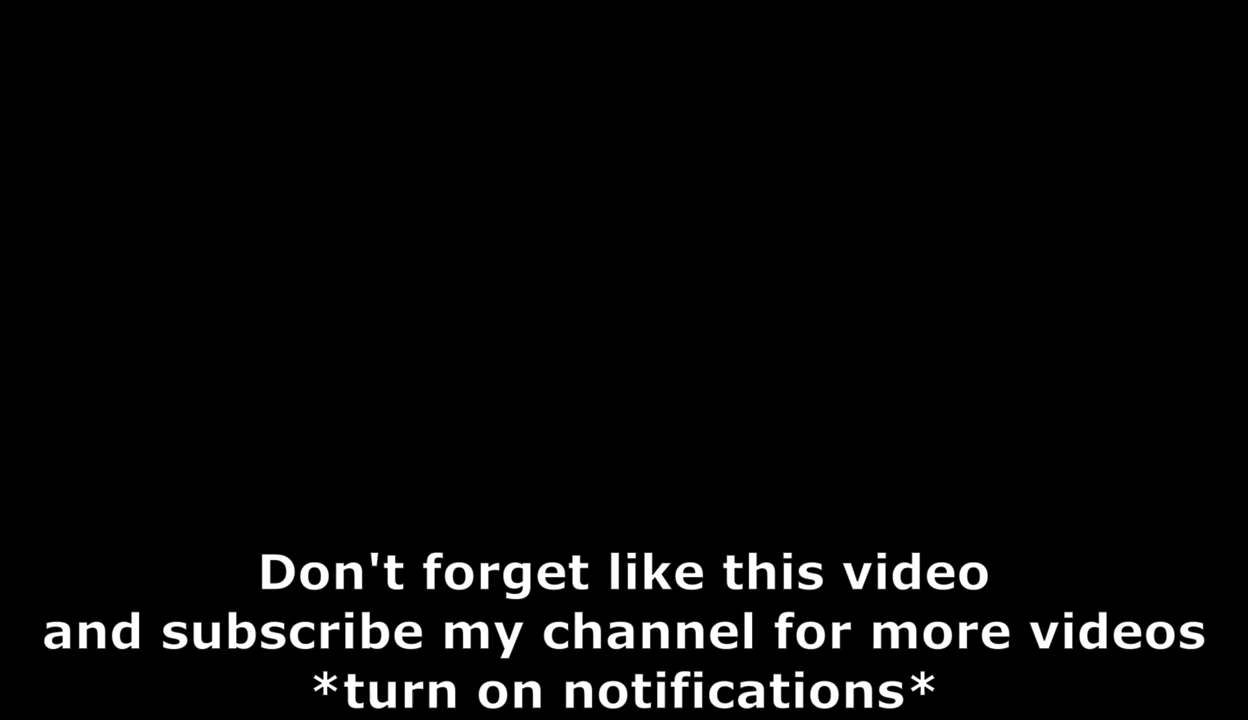 Don't forget like this video
and subscribe my channel for more videos
*turn on notifications*